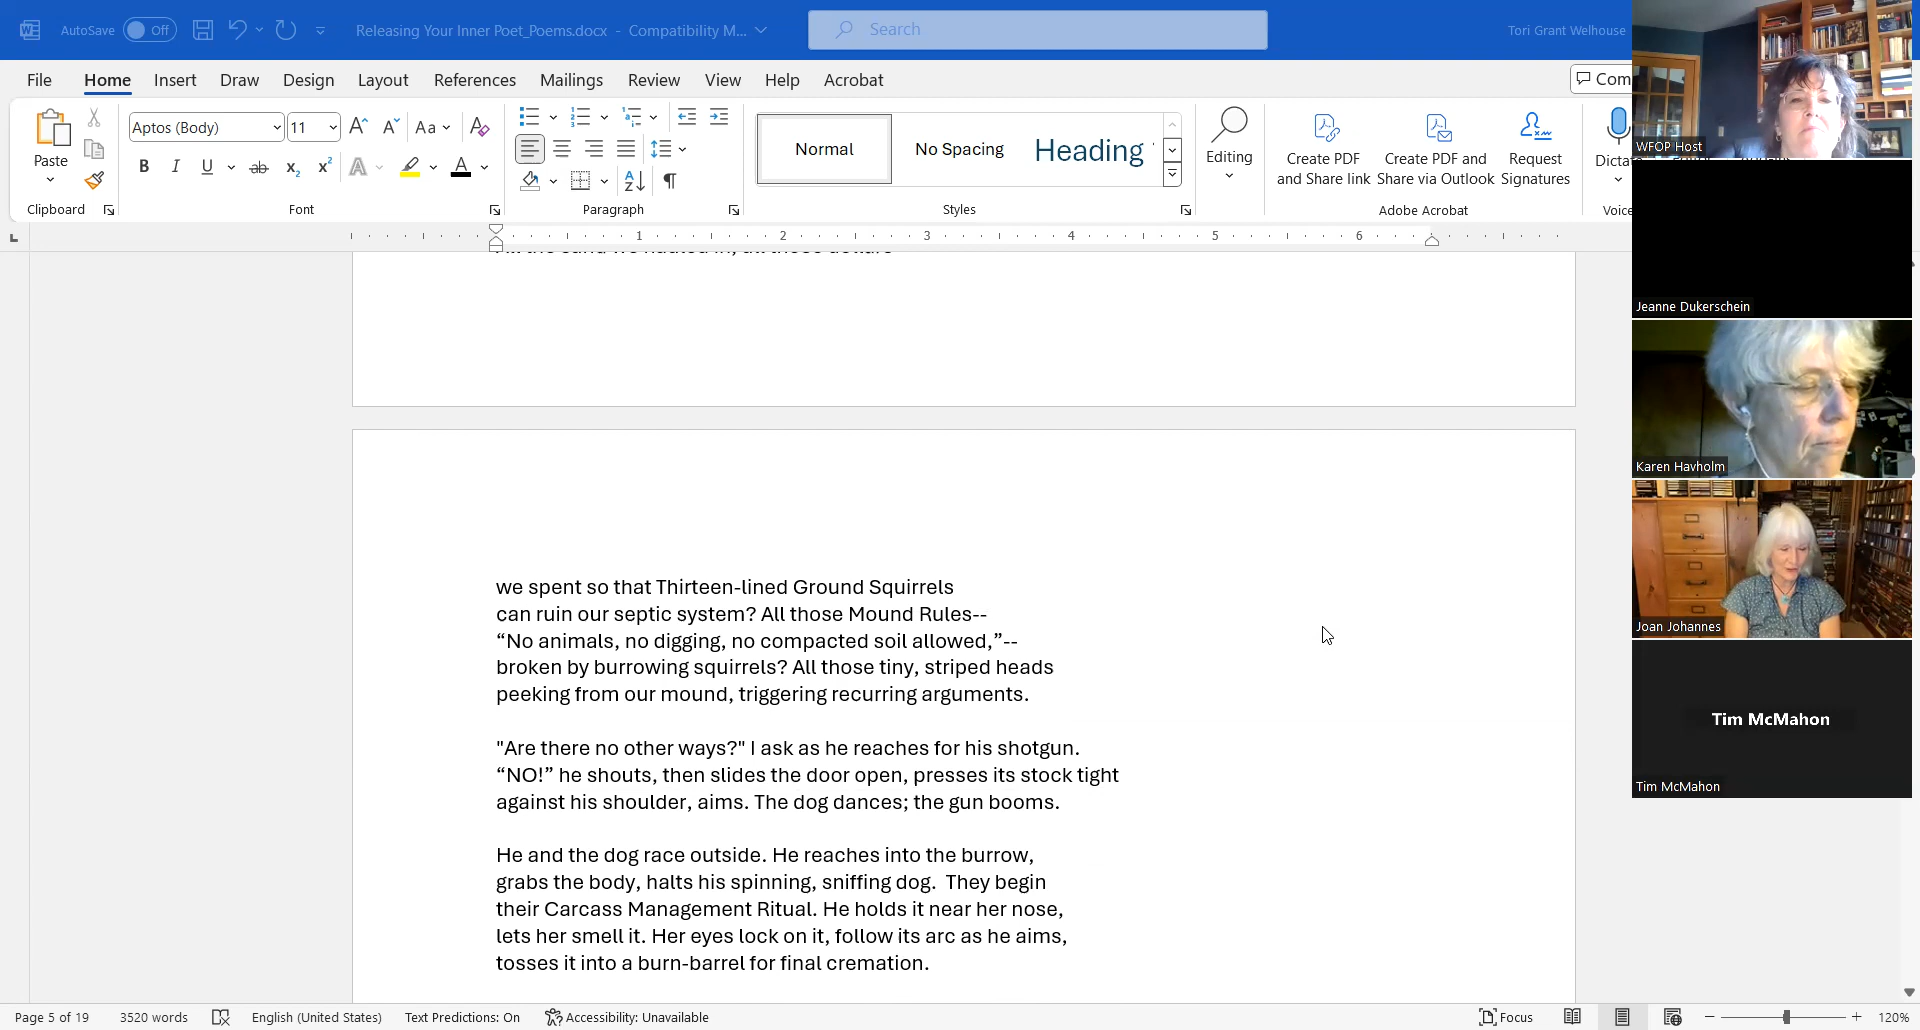 AutoSave Off Releasing Your Inner Poet_Poems.docx - Compatibility M... Search Tori Grant Welhouse
File Home Insert Draw Design Layout References Mailings Review View Help Acrobat Com
Paste
Clipboard
Aptos (Body) 11
Font
Paragraph
Normal No Spacing Heading
Styles
Editing
Create PDF and Share link
Create PDF and Share via Outlook
Request Signatures
Adobe Acrobat
Dictat
Voice
1 2 3 4 5 6
we spent so that Thirteen-lined Ground Squirrels
can ruin our septic system? All those Mound Rules--
“No animals, no digging, no compacted soil allowed,”--
broken by burrowing squirrels? All those tiny, striped heads
peeking from our mound, triggering recurring arguments.
"Are there no other ways?" I ask as he reaches for his shotgun.
“NO!” he shouts, then slides the door open, presses its stock tight
against his shoulder, aims. The dog dances; the gun booms.
He and the dog race outside. He reaches into the burrow,
grabs the body, halts his spinning, sniffing dog.  They begin
their Carcass Management Ritual. He holds it near her nose,
lets her smell it. Her eyes lock on it, follow its arc as he aims,
tosses it into a burn-barrel for final cremation.
WFOP Host
Jeanne Dukerschein
Karen Havholm
Joan Johannes
Tim McMahon
Tim McMahon
Page 5 of 19 3520 words English (United States) Text Predictions: On Accessibility: Unavailable Focus 120%